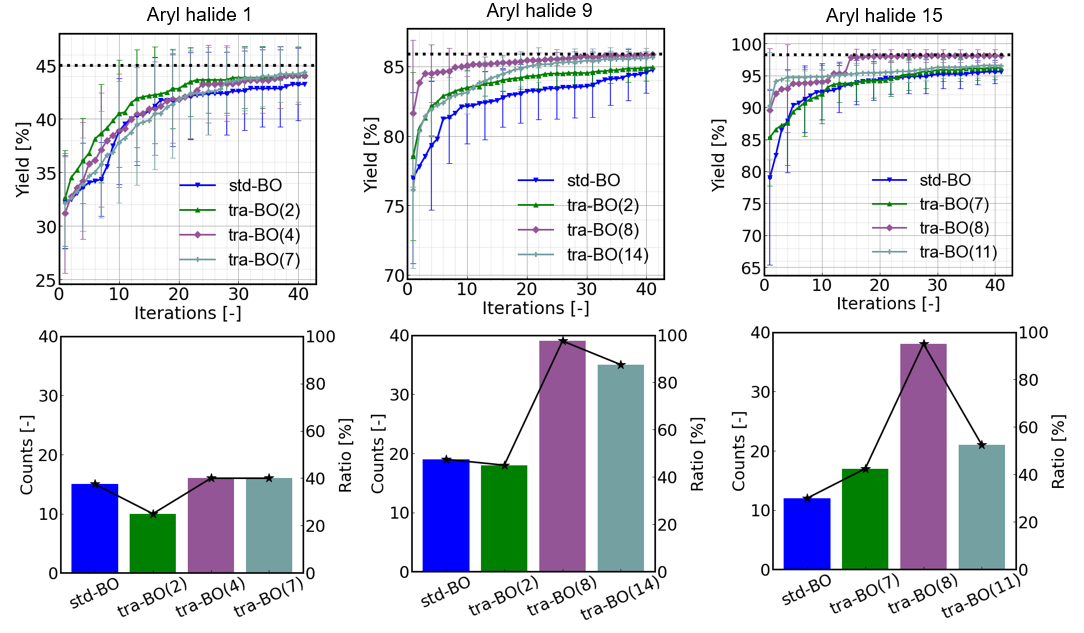 Aryl halide 1
Yield [%]
45
40
35
30
25
0
10
20
30
40
Iterations [-]
std-BO
tra-BO(2)
tra-BO(4)
tra-BO(7)
Aryl halide 9
Yield [%]
85
80
75
70
0
10
20
30
40
Iterations [-]
std-BO
tra-BO(2)
tra-BO(8)
tra-BO(14)
Aryl halide 15
Yield [%]
100
95
90
85
80
75
70
65
0
10
20
30
40
Iterations [-]
std-BO
tra-BO(7)
tra-BO(8)
tra-BO(11)
Counts [-]
40
30
20
10
0
100
80
60
40
20
0
Ratio [%]
std-BO
tra-BO(2)
tra-BO(4)
tra-BO(7)
Counts [-]
40
30
20
10
0
100
80
60
40
20
0
Ratio [%]
std-BO
tra-BO(2)
tra-BO(8)
tra-BO(14)
Counts [-]
40
30
20
10
0
100
80
60
40
20
0
Ratio [%]
std-BO
tra-BO(7)
tra-BO(8)
tra-BO(11)